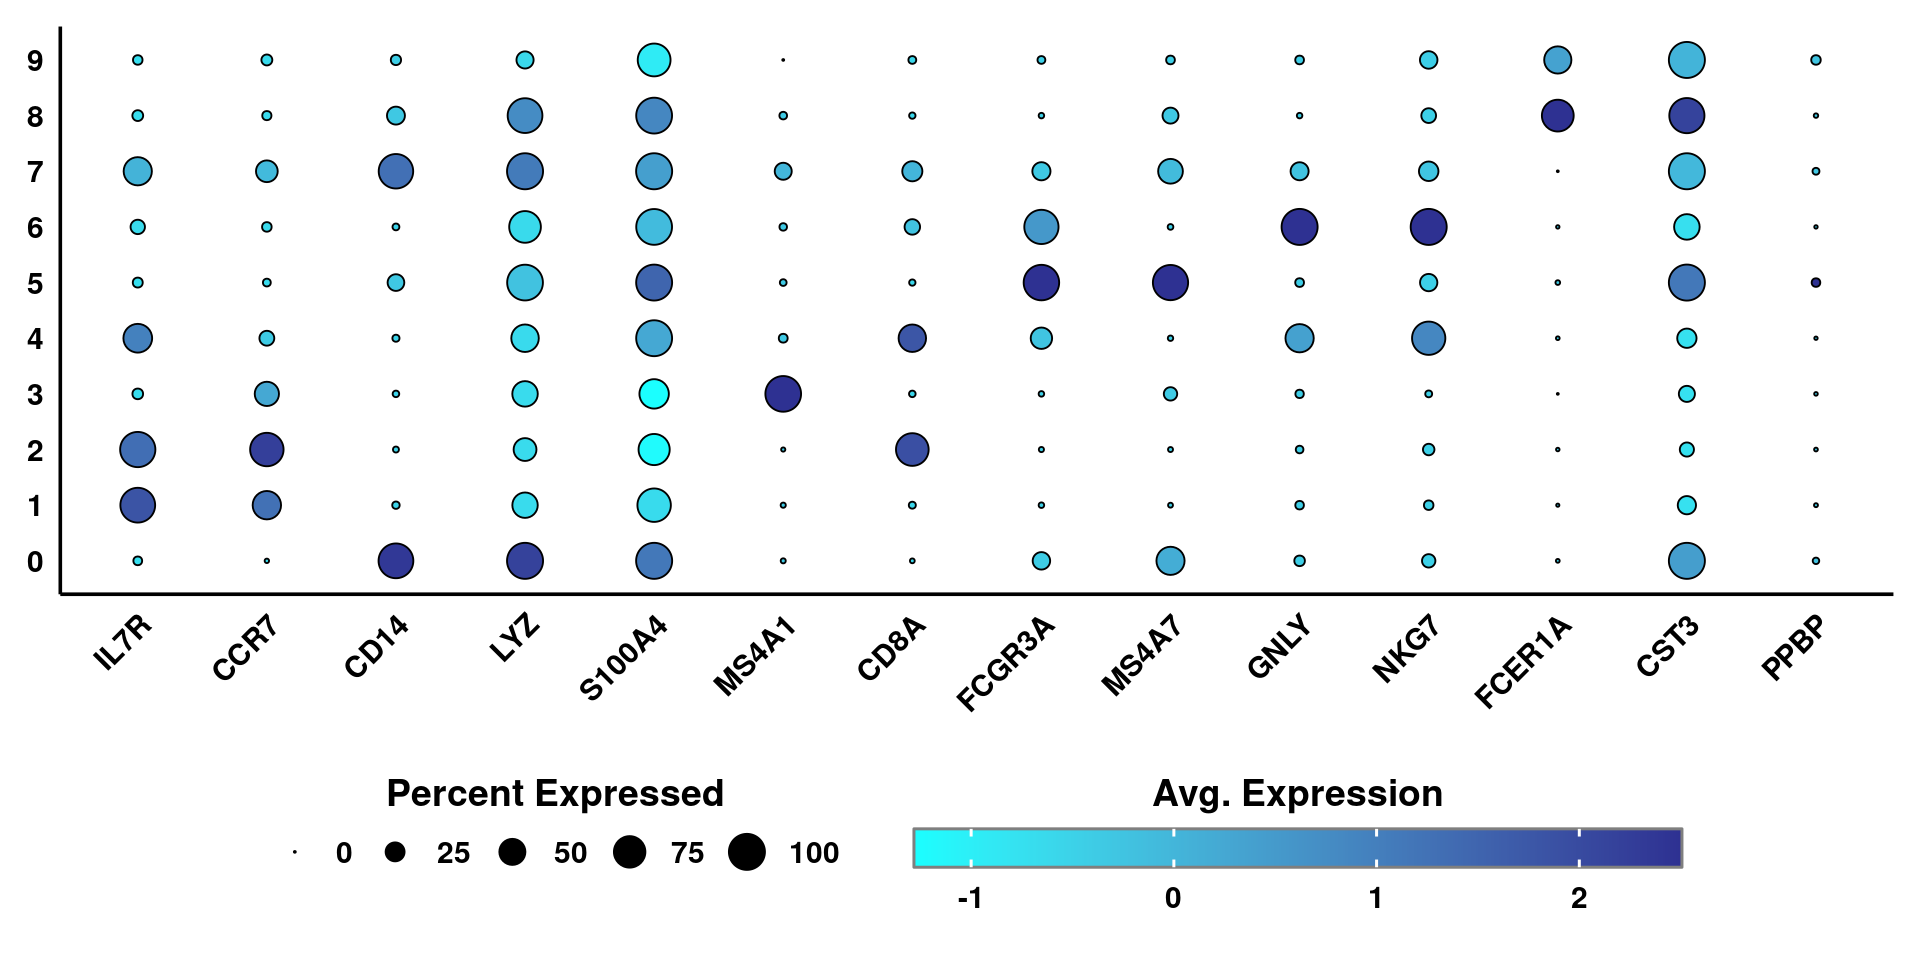 9
8
7
6
5
4
3
2
1
0
IL7R CCR7 CD14 LYZ S100A4 MS4A1 CD8A FCGR3A MS4A7 GNLY NKG7 FCER1A CST3 PPBP
Percent Expressed
0 25 50 75 100
Avg. Expression
-1 0 1 2